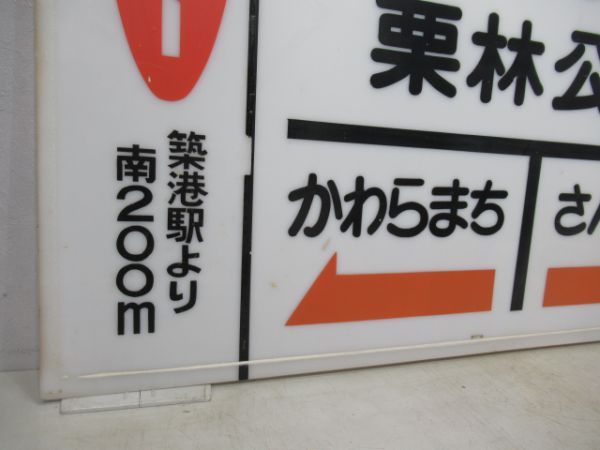 築港駅より
南200m
栗林公
かわらまち
さん